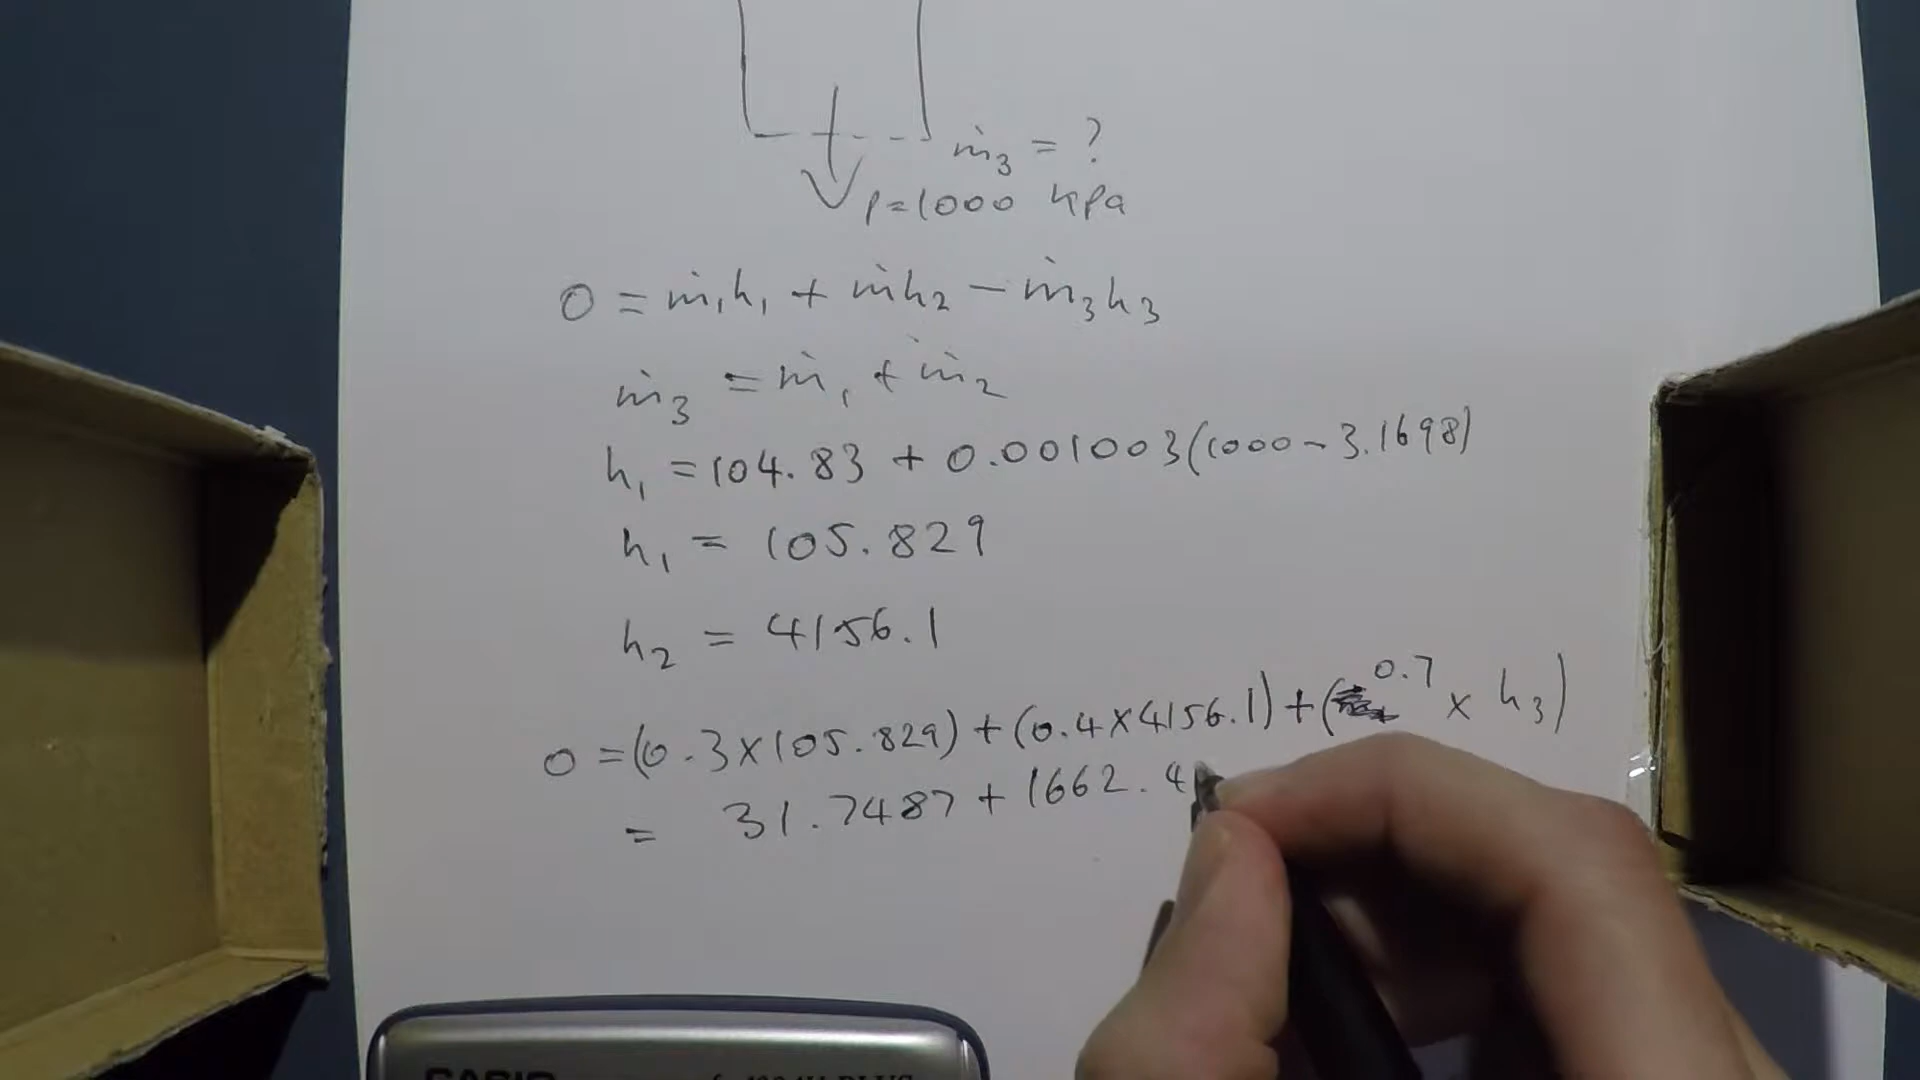 ṁ₃ = ?
p=1000 kpa
0 = ṁ₁h₁ + ṁh₂ − ṁ₃h₃
ṁ₃ = ṁ₁ + ṁ₂
h₁ = 104.83 + 0.001003(1000 - 3.1698)
h₁ = 105.829
h₂ = 4156.1
0 = (0.3×105.829) + (0.4×4156.1) + (0.7 × h₃)
= 31.7487 + 1662.4
CASIO